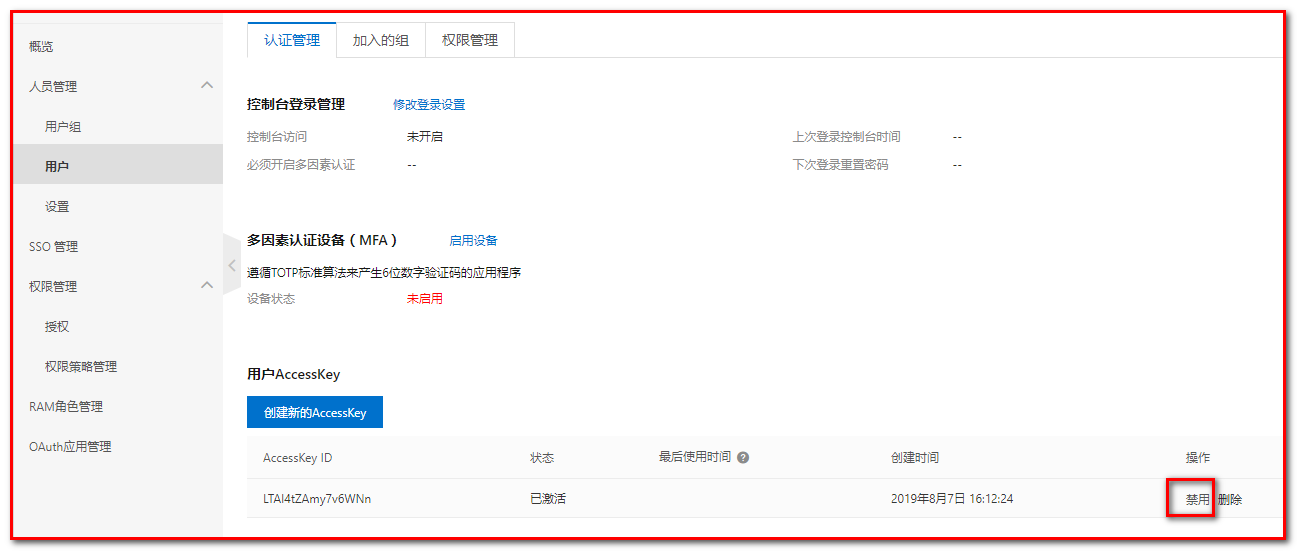 概览
人员管理
用户组
用户
设置
SSO 管理
权限管理
授权
权限策略管理
RAM角色管理
OAuth应用管理
认证管理 加入的组 权限管理
控制台登录管理 修改登录设置
控制台访问 未开启 上次登录控制台时间 --
必须开启多因素认证 -- 下次登录重置密码 --
多因素认证设备（MFA） 启用设备
遵循TOTP标准算法来产生6位数字验证码的应用程序
设备状态 未启用
用户AccessKey
创建新的AccessKey
AccessKey ID 状态 最后使用时间 创建时间 操作
LTAI4tZAmy7v6WNn 已激活 2019年8月7日 16:12:24 禁用 删除